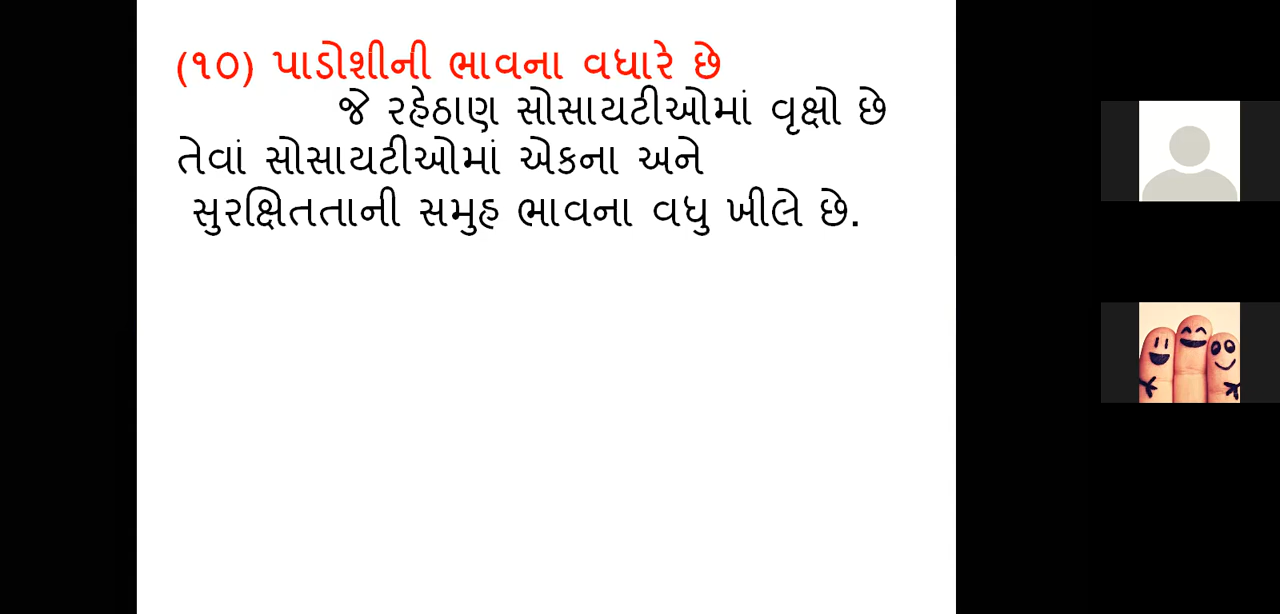 (૧૦) પાડોશીની ભાવના વધારે છે
જે રહેઠાણ સોસાયટીઓમાં વૃક્ષો છે
તેવાં સોસાયટીઓમાં એકના અને
સુરક્ષિતતાની સમુહ ભાવના વધુ ખીલે છે.